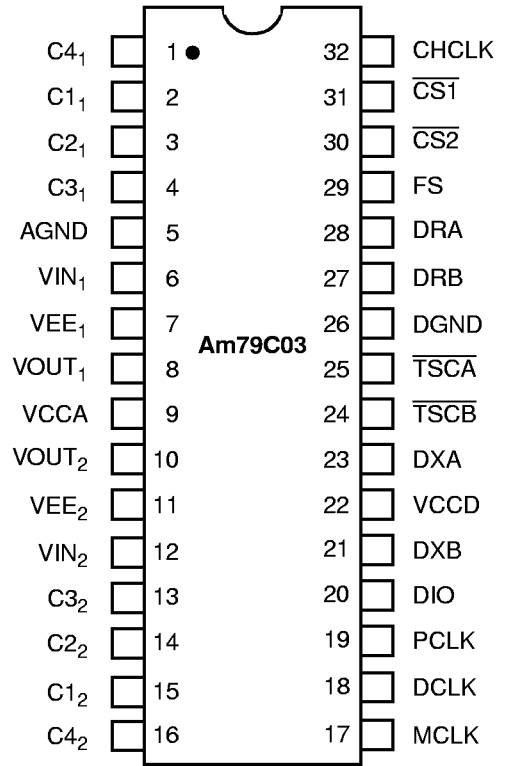 C4₁ 1 32 CHCLK
C1₁ 2 31 C̅S̅1̅
C2₁ 3 30 C̅S̅2̅
C3₁ 4 29 FS
AGND 5 28 DRA
VIN₁ 6 27 DRB
VEE₁ 7 26 DGND
Am79C03
VOUT₁ 8 25 T̅S̅C̅A̅
VCCA 9 24 T̅S̅C̅B̅
VOUT₂ 10 23 DXA
VEE₂ 11 22 VCCD
VIN₂ 12 21 DXB
C3₂ 13 20 DIO
C2₂ 14 19 PCLK
C1₂ 15 18 DCLK
C4₂ 16 17 MCLK